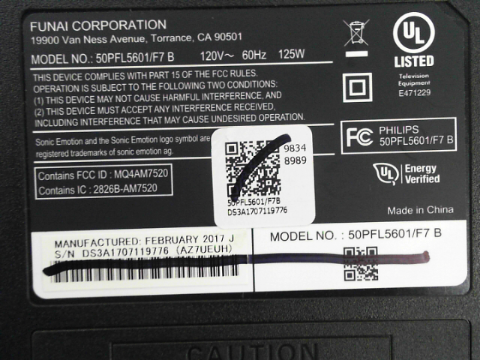 FUNAI CORPORATION
19900 Van Ness Avenue, Torrance, CA 90501
MODEL NO. : 50PFL5601/F7 B 120V~ 60Hz 125W
THIS DEVICE COMPLIES WITH PART 15 OF THE FCC RULES.
OPERATION IS SUBJECT TO THE FOLLOWING TWO CONDITIONS:
(1) THIS DEVICE MAY NOT CAUSE HARMFUL INTERFERENCE, AND
(2) THIS DEVICE MUST ACCEPT ANY INTERFERENCE RECEIVED,
INCLUDING INTERFERENCE THAT MAY CAUSE UNDESIRED OPERATION.
Sonic Emotion and the Sonic Emotion logo symbol are
registered trademarks of sonic emotion ag.
Contains FCC ID : MQ4AM7520
Contains IC : 2826B-AM7520
UL
LISTED
Television
Equipment
E471229
FC PHILIPS
50PFL5601/F7 B
UL Energy
Verified
Made in China
9834
8989
50PFL5601/F7B
DS3A1707119776
MANUFACTURED: FEBRUARY 2017 J
S/N DS3A1707119776 (AZ7UEUH)
MODEL NO. : 50PFL5601/F7 B
CAUTION